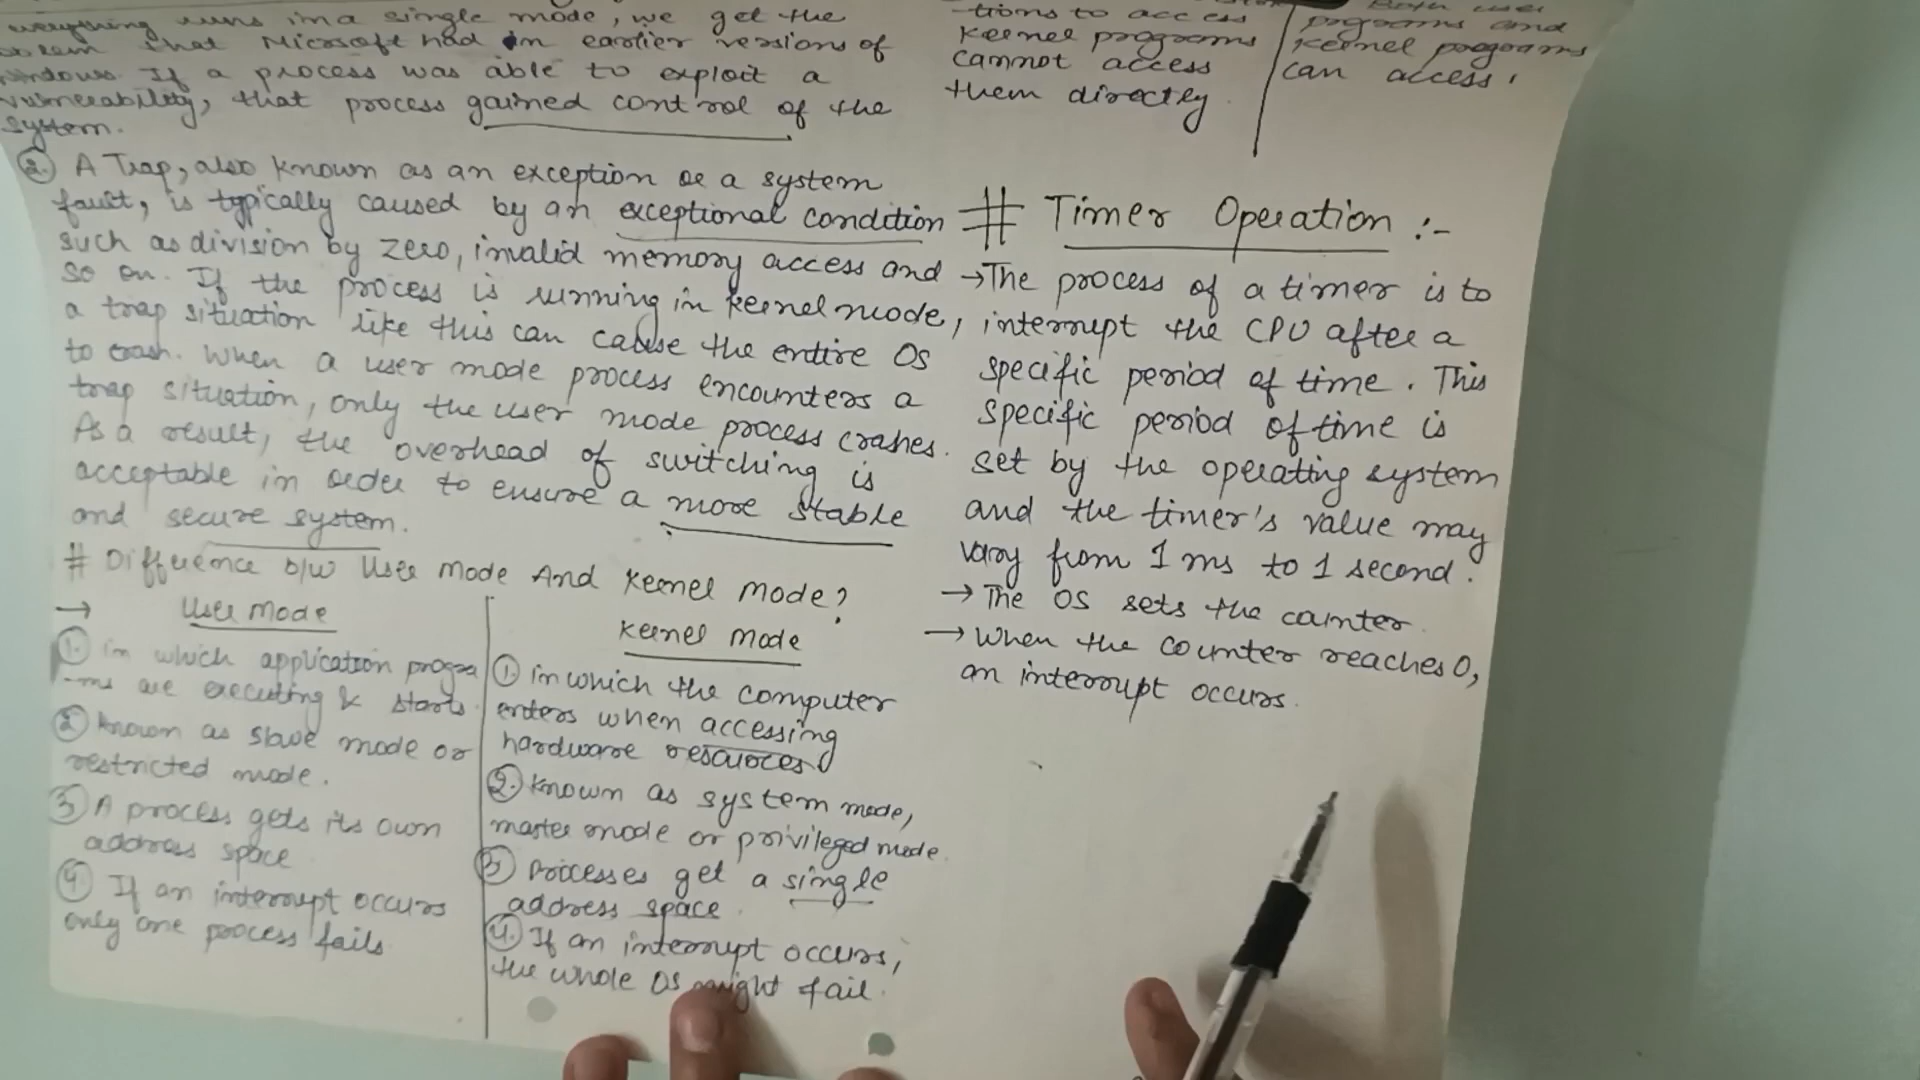 everything runs in a single mode, we get the
that Microsoft had in earlier versions of
windows. If a process was able to exploit a
vulnerability, that process gained control of the
system.
2. A Trap, also known as an exception or a system
fault, is typically caused by an exceptional condition
such as division by zero, invalid memory access and
so on. If the process is running in kernel mode,
a trap situation like this can cause the entire OS
to crash. When a user mode process encounters a
trap situation, only the user mode process crashes.
As a result, the overhead of switching is
acceptable in order to ensure a more stable
and secure system.
# Difference b/w User mode And Kernel mode?
→ User mode
1. in which application progra
-ms are executing & starts.
2 known as slave mode or
restricted mode.
3 A process gets its own
address space
4 If an interrupt occurs
only one process fails
Kernel mode
1. in which the computer
enters when accessing
hardware resources
2. known as system mode,
master mode or privileged mode.
3 Processes get a single
address space.
4. If an interrupt occurs,
the whole OS might fail.
-tions to access
kernel programs
cannot access
them directly.
Both user
programs and
kernel programs
can access.
# Timer Operation :-
→ The process of a timer is to
interrupt the CPU after a
specific period of time. This
specific period of time is
set by the operating system
and the timer's value may
vary from 1 ms to 1 second.
→ The OS sets the counter.
→ When the counter reaches 0,
an interrupt occurs.